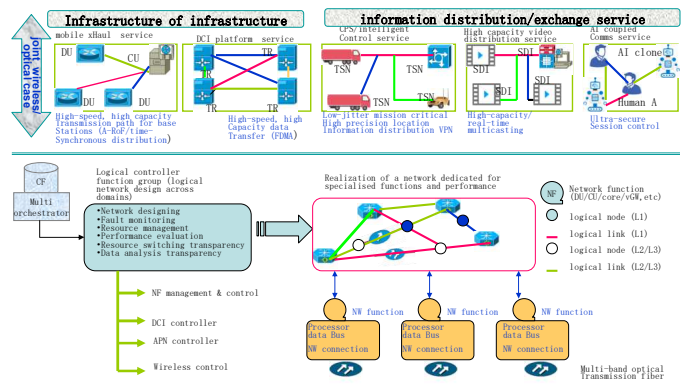 Infrastructure of infrastructure
information distribution/exchange service
joint wireless/
optical case
mobile xHaul service
DU
CU
DU
DU
High-speed, high capacity
Transmission path for base
Stations (A-RoF/time-
Synchronous distribution)
DCI platform service
TR
TR
R
TR
TR
High-speed, high
Capacity data
Transfer (FDMA)
CPS/intelligent
Control service
TSN
TSN
TSN
TSN
Low-jitter mission critical
High precision location
Information distribution VPN
High capacity video
distribution service
SDI
SDI
SDI
SDI
High-capacity/
real-time
multicasting
AI coupled
Comms service
AI clone
Human A
Ultra-secure
Session control
CF
Multi
orchestrator
Logical controller
function group (logical
network design across
domains)
•Network designing
•Fault monitoring
•Resource management
•Performance evaluation
•Resource switching transparency
•Data analysis transparency
NF management & control
DCI controller
APN controller
Wireless control
Realization of a network dedicated for
specialised functions and performance
NF
Network function
(DU/CU/core/vGW,etc)
logical node (L1)
logical link (L1)
logical node (L2/L3)
logical link (L2/L3)
NW function
NW function
NW function
Processor
data Bus
NW connection
Processor
data Bus
NW connection
Processor
data Bus
NW connection
Multi-band optical
Transmission fiber